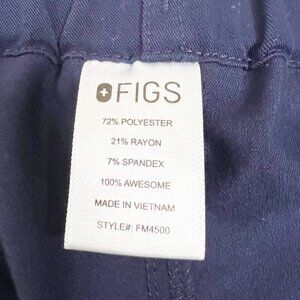 FIGS
72% POLYESTER
21% RAYON
7% SPANDEX
100% AWESOME
MADE IN VIETNAM
STYLE#: FM4500